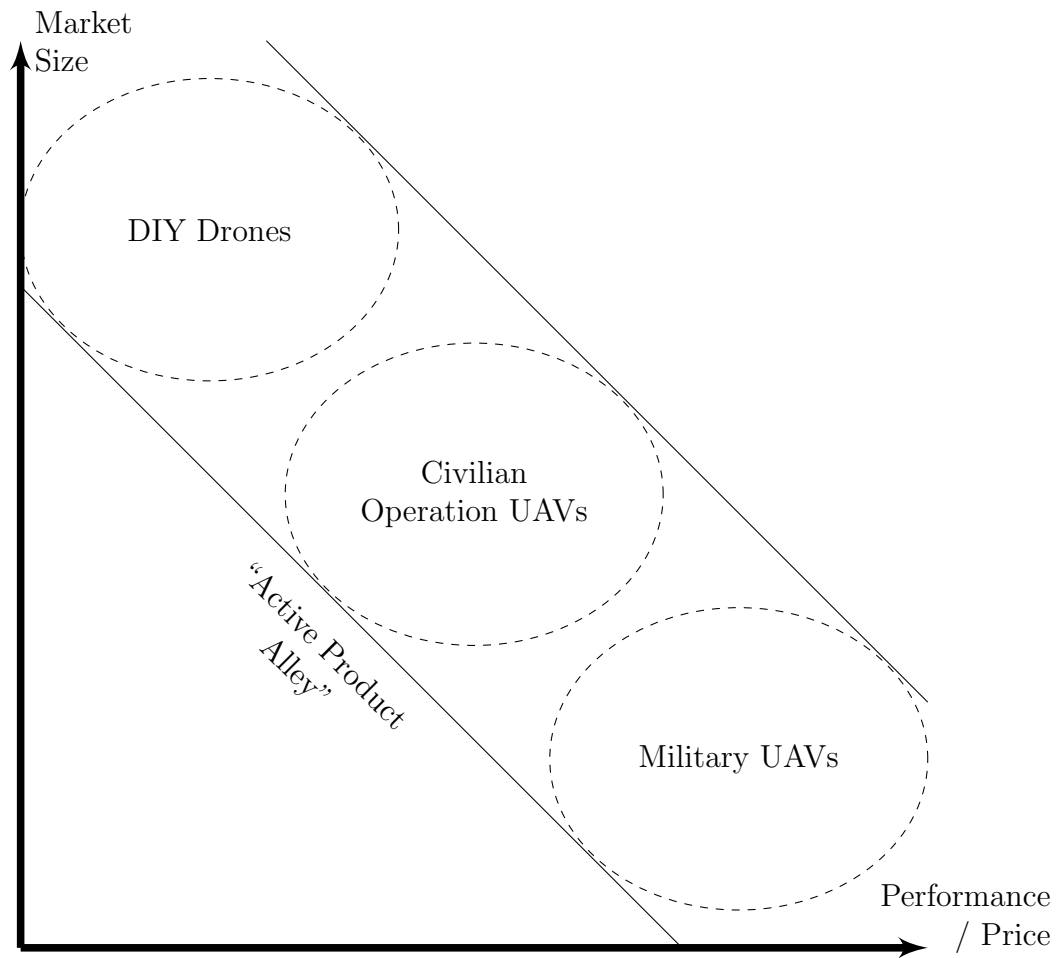 Market
Size
DIY Drones
Civilian
Operation UAVs
“Active Product
Alley”
Military UAVs
Performance
/ Price